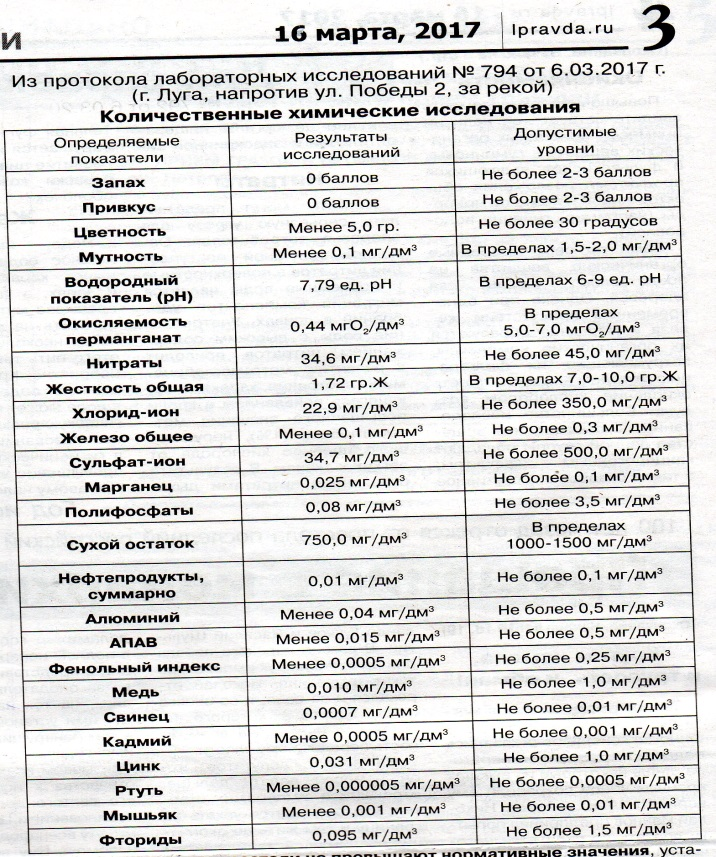 и 16 марта, 2017 lpravda.ru 3
Из протокола лабораторных исследований № 794 от 6.03.2017 г.
(г. Луга, напротив ул. Победы 2, за рекой)
Количественные химические исследования
Определяемые показатели Результаты исследований Допустимые уровни
Запах 0 баллов Не более 2-3 баллов
Привкус 0 баллов Не более 2-3 баллов
Цветность Менее 5,0 гр. Не более 30 градусов
Мутность Менее 0,1 мг/дм³ В пределах 1,5-2,0 мг/дм³
Водородный показатель (pH) 7,79 ед. pH В пределах 6-9 ед. pH
Окисляемость перманганат 0,44 мгО₂/дм³ В пределах 5,0-7,0 мгО₂/дм³
Нитраты 34,6 мг/дм³ Не более 45,0 мг/дм³
Жесткость общая 1,72 гр.Ж В пределах 7,0-10,0 гр.Ж
Хлорид-ион 22,9 мг/дм³ Не более 350,0 мг/дм³
Железо общее Менее 0,1 мг/дм³ Не более 0,3 мг/дм³
Сульфат-ион 34,7 мг/дм³ Не более 500,0 мг/дм³
Марганец 0,025 мг/дм³ Не более 0,1 мг/дм³
Полифосфаты 0,08 мг/дм³ Не более 3,5 мг/дм³
Сухой остаток 750,0 мг/дм³ В пределах 1000-1500 мг/дм³
Нефтепродукты, суммарно 0,01 мг/дм³ Не более 0,1 мг/дм³
Алюминий Менее 0,04 мг/дм³ Не более 0,5 мг/дм³
АПАВ Менее 0,015 мг/дм³ Не более 0,5 мг/дм³
Фенольный индекс Менее 0,0005 мг/дм³ Не более 0,25 мг/дм³
Медь 0,010 мг/дм³ Не более 1,0 мг/дм³
Свинец 0,0007 мг/дм³ Не более 0,01 мг/дм³
Кадмий Менее 0,0005 мг/дм³ Не более 0,001 мг/дм³
Цинк 0,031 мг/дм³ Не более 1,0 мг/дм³
Ртуть Менее 0,000005 мг/дм³ Не более 0,0005 мг/дм³
Мышьяк Менее 0,001 мг/дм³ Не более 0,01 мг/дм³
Фториды 0,095 мг/дм³ Не более 1,5 мг/дм³
не превышают нормативные значения, уста-